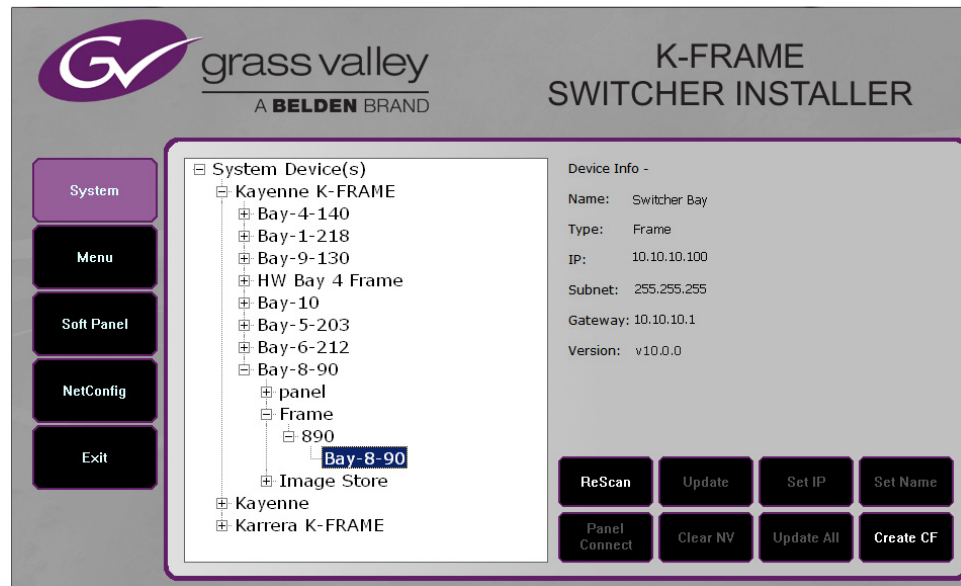 GV
grass valley
A BELDEN BRAND
K-FRAME
SWITCHER INSTALLER
System
Menu
Soft Panel
NetConfig
Exit
System Device(s)
Kayenne K-FRAME
Bay-4-140
Bay-1-218
Bay-9-130
HW Bay 4 Frame
Bay-10
Bay-5-203
Bay-6-212
Bay-8-90
panel
Frame
890
Bay-8-90
Image Store
Kayenne
Karrera K-FRAME
Device Info -
Name: Switcher Bay
Type: Frame
IP: 10.10.10.100
Subnet: 255.255.255
Gateway: 10.10.10.1
Version: v10.0.0
ReScan
Update
Set IP
Set Name
Panel
Connect
Clear NV
Update All
Create CF